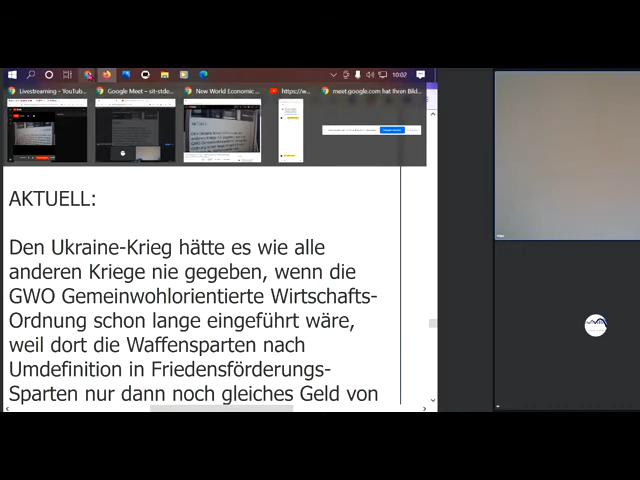 10:02
Livestreaming - YouTu...
Google Meet – sit-stde...
New World Economic ...
https://w...
meet.google.com hat Ihren Bild...
AKTUELL:
Den Ukraine-Krieg hätte es wie alle
anderen Kriege nie gegeben, wenn die
GWO Gemeinwohlorientierte Wirtschafts-
Ordnung schon lange eingeführt wäre,
weil dort die Waffensparten nach
Umdefinition in Friedensförderungs-
Sparten nur dann noch gleiches Geld von